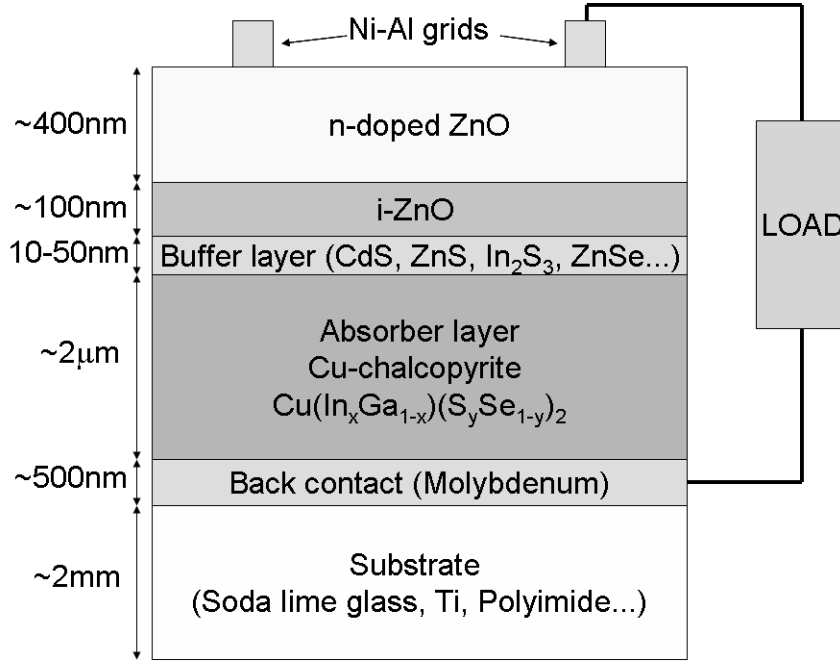 Ni-Al grids
~400nm
n-doped ZnO
~100nm
i-ZnO
LOAD
10-50nm
Buffer layer (CdS, ZnS, In₂S₃, ZnSe...)
~2μm
Absorber layer
Cu-chalcopyrite
Cu(InₓGa₁₋ₓ)(SᵧSe₁₋ᵧ)₂
~500nm
Back contact (Molybdenum)
~2mm
Substrate
(Soda lime glass, Ti, Polyimide...)